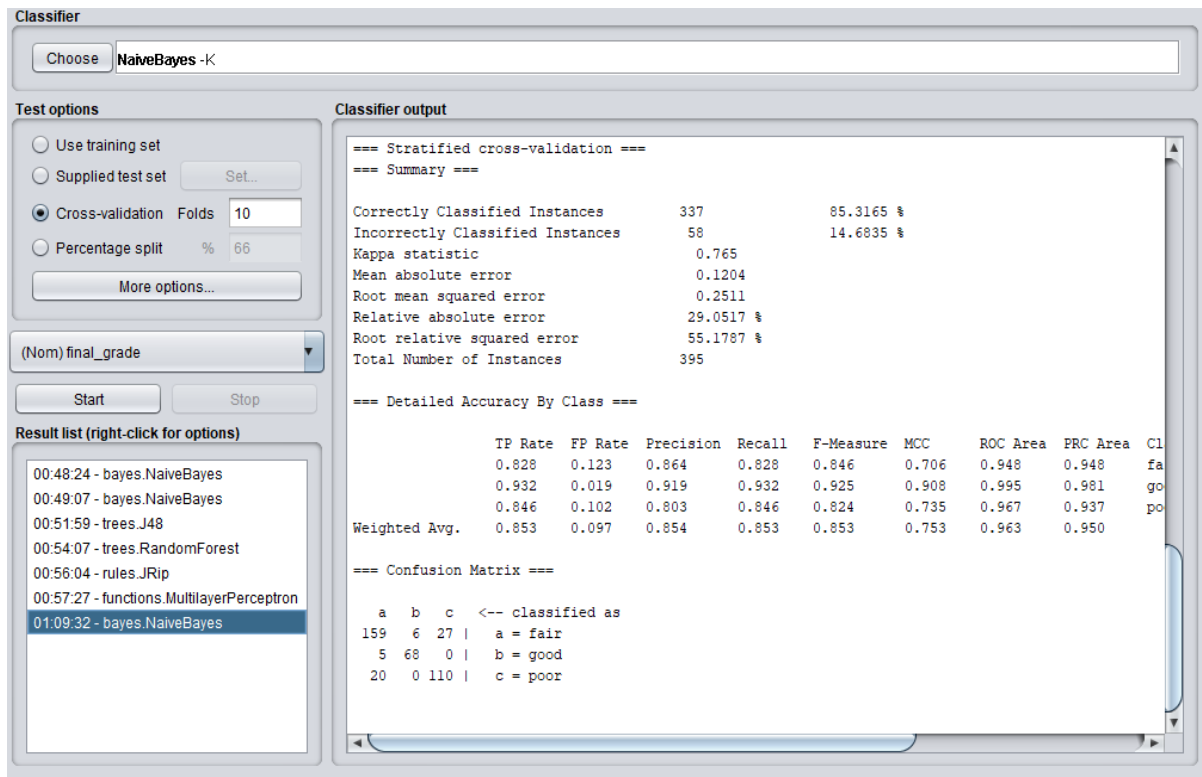 Classifier
Choose NaiveBayes -K
Test options
Use training set
Supplied test set Set...
Cross-validation Folds 10
Percentage split % 66
More options...
(Nom) final_grade
Start Stop
Result list (right-click for options)
00:48:24 - bayes.NaiveBayes
00:49:07 - bayes.NaiveBayes
00:51:59 - trees.J48
00:54:07 - trees.RandomForest
00:56:04 - rules.JRip
00:57:27 - functions.MultilayerPerceptron
01:09:32 - bayes.NaiveBayes
Classifier output
=== Stratified cross-validation ===
=== Summary ===
Correctly Classified Instances 337 85.3165 %
Incorrectly Classified Instances 58 14.6835 %
Kappa statistic 0.765
Mean absolute error 0.1204
Root mean squared error 0.2511
Relative absolute error 29.0517 %
Root relative squared error 55.1787 %
Total Number of Instances 395
=== Detailed Accuracy By Class ===
TP Rate FP Rate Precision Recall F-Measure MCC ROC Area PRC Area Cl
0.828 0.123 0.864 0.828 0.846 0.706 0.948 0.948 fa
0.932 0.019 0.919 0.932 0.925 0.908 0.995 0.981 go
0.846 0.102 0.803 0.846 0.824 0.735 0.967 0.937 po
Weighted Avg. 0.853 0.097 0.854 0.853 0.853 0.753 0.963 0.950
=== Confusion Matrix ===
a b c <-- classified as
159 6 27 | a = fair
5 68 0 | b = good
20 0 110 | c = poor